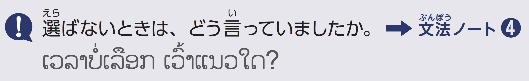 ! 選ばないときは、どう言っていましたか。 ➡ 文法ノート ❹
ເວລາບໍ່ເລືອກ ເວົ້າແນວໃດ?